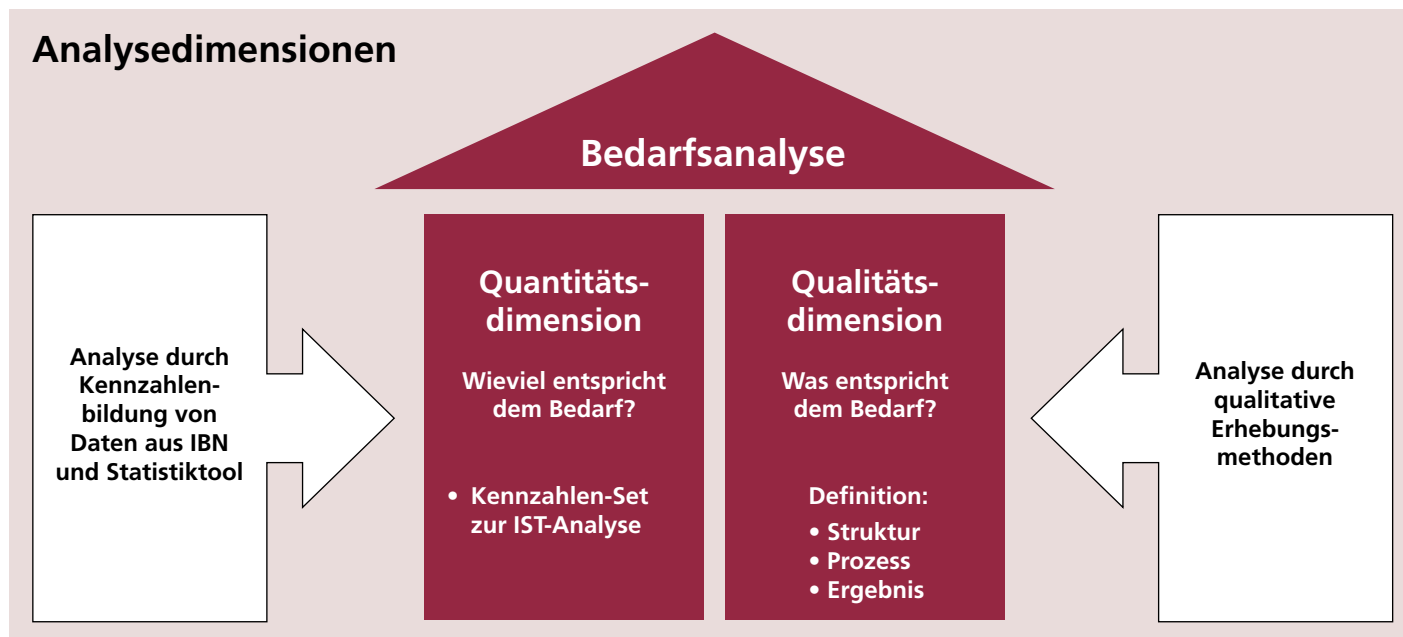 Analysedimensionen
Bedarfsanalyse
Analyse durch
Kennzahlen-
bildung von
Daten aus IBN
und Statistiktool
Quantitäts-
dimension
Wieviel entspricht
dem Bedarf?
• Kennzahlen-Set
zur IST-Analyse
Qualitäts-
dimension
Was entspricht
dem Bedarf?
Definition:
• Struktur
• Prozess
• Ergebnis
Analyse durch
qualitative
Erhebungs-
methoden